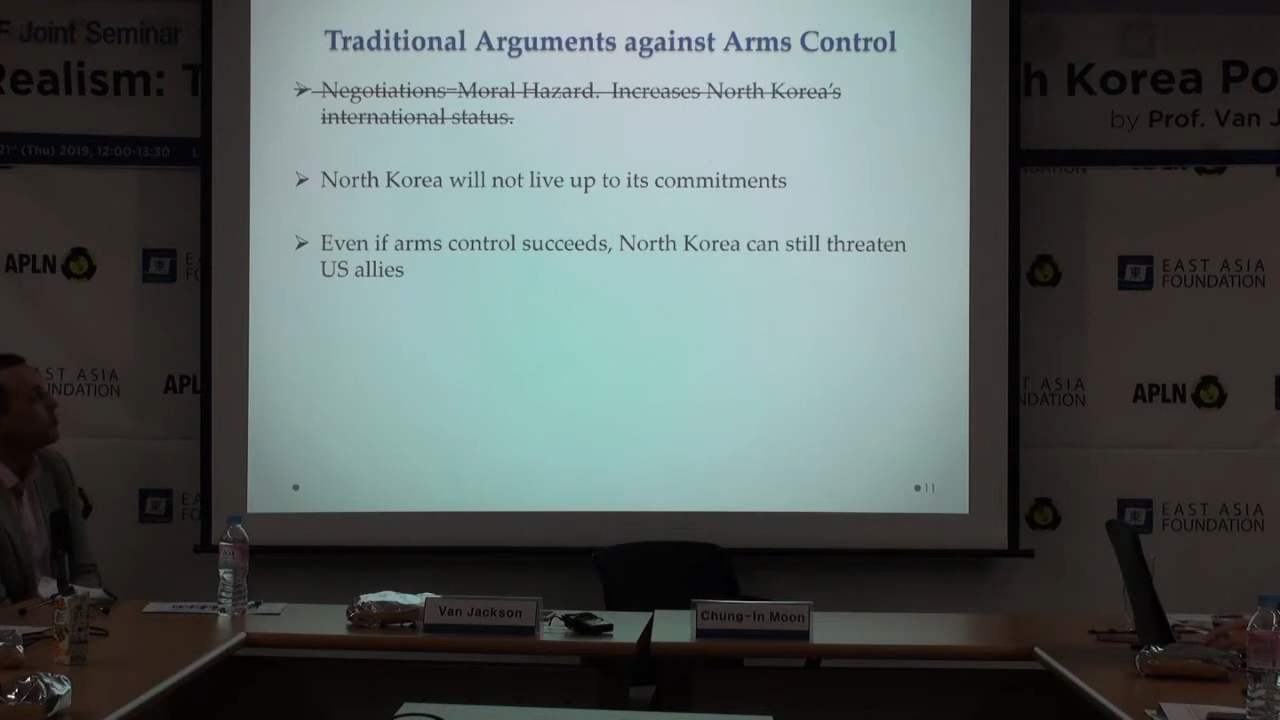 F Joint Seminar
Realism: T
21st (Thu) 2019, 12:00-13:30
h Korea Po
by Prof. Van J
Traditional Arguments against Arms Control
➢ Negotiations=Moral Hazard. Increases North Korea's
international status.
➢ North Korea will not live up to its commitments
➢ Even if arms control succeeds, North Korea can still threaten
US allies
11
APLN
EAST ASIA
FOUNDATION
ST ASIA
UNDATION
APL
T ASIA
NDATION
APLN
東
EAST ASIA
FOUNDATION
Van Jackson
Chung-In Moon